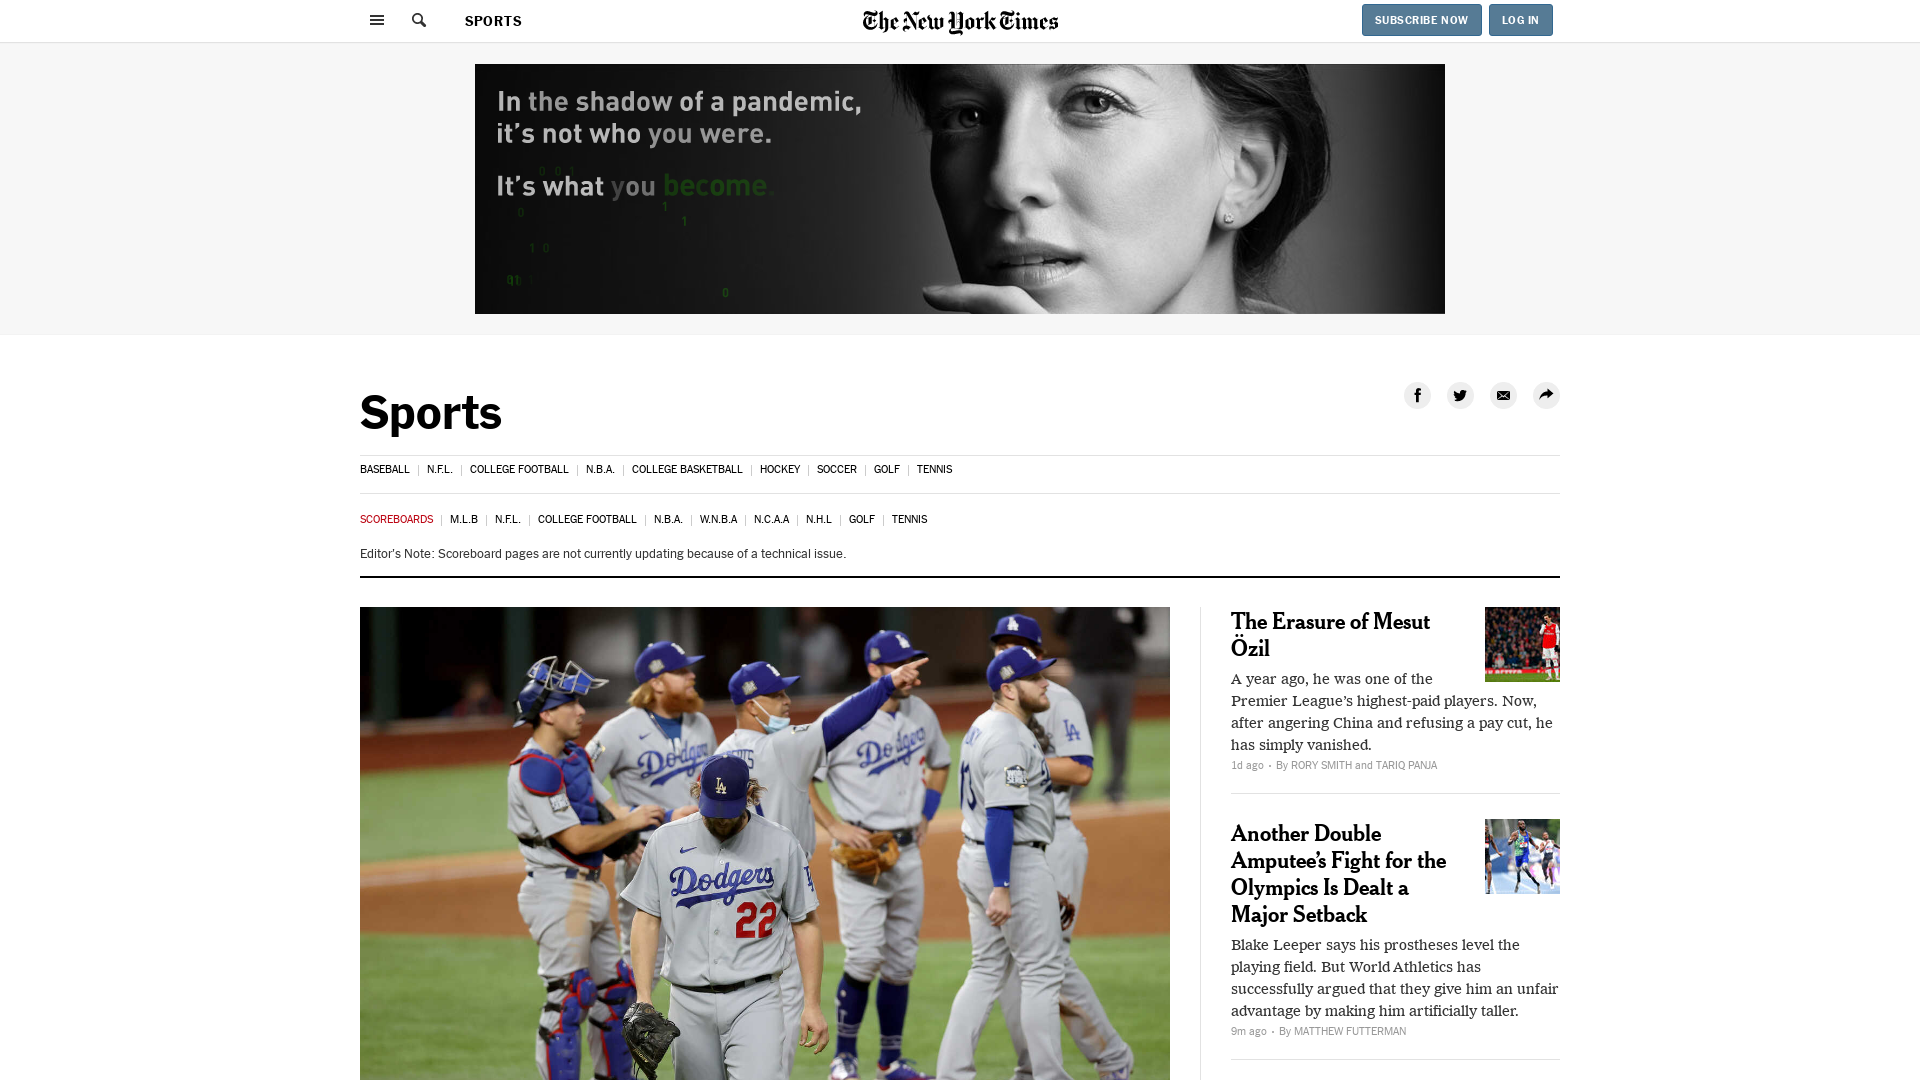 SPORTS
The New York Times
SUBSCRIBE NOW
LOG IN
In the shadow of a pandemic,
it's not who you were.
It's what you become.
Sports
BASEBALL | N.F.L. | COLLEGE FOOTBALL | N.B.A. | COLLEGE BASKETBALL | HOCKEY | SOCCER | GOLF | TENNIS
SCOREBOARDS | M.L.B | N.F.L. | COLLEGE FOOTBALL | N.B.A. | W.N.B.A | N.C.A.A | N.H.L | GOLF | TENNIS
Editor's Note: Scoreboard pages are not currently updating because of a technical issue.
Dodgers
Dodgers
LA
Dodgers
22
The Erasure of Mesut
Özil
A year ago, he was one of the
Premier League’s highest-paid players. Now,
after angering China and refusing a pay cut, he
has simply vanished.
1d ago • By RORY SMITH and TARIQ PANJA
Another Double
Amputee’s Fight for the
Olympics Is Dealt a
Major Setback
Blake Leeper says his prostheses level the
playing field. But World Athletics has
successfully argued that they give him an unfair
advantage by making him artificially taller.
9m ago • By MATTHEW FUTTERMAN